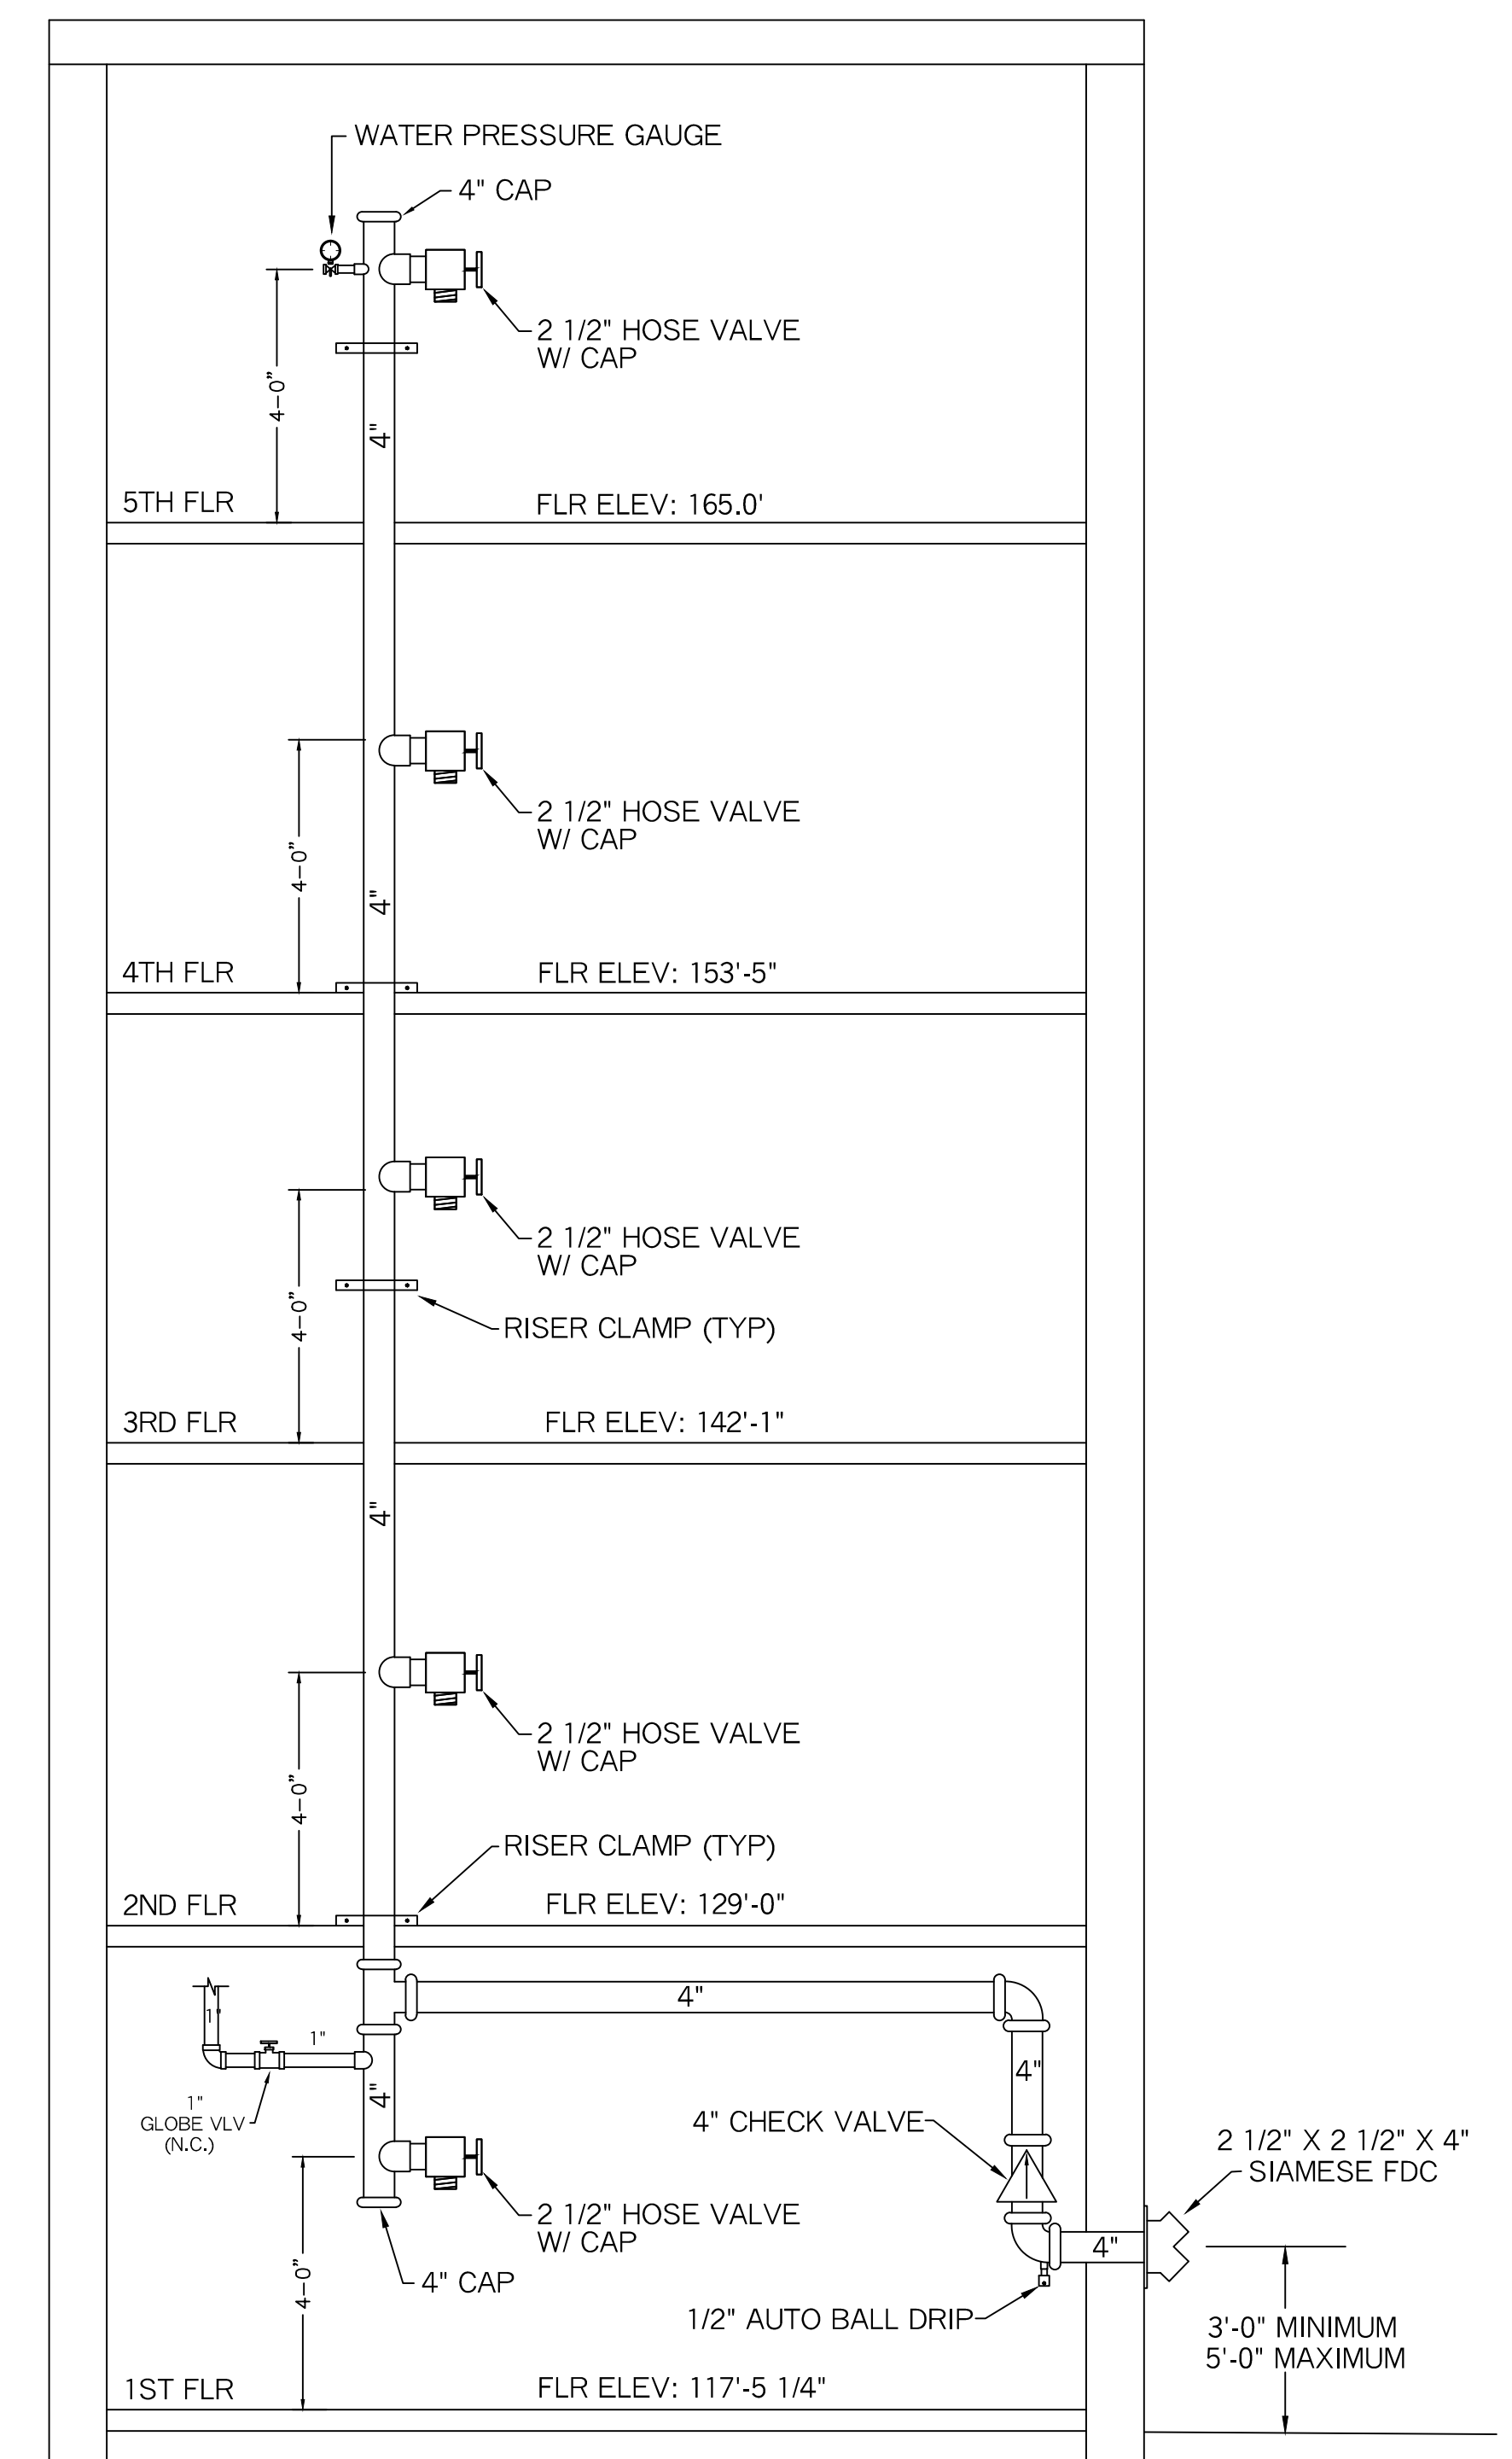 WATER PRESSURE GAUGE
4" CAP
2 1/2" HOSE VALVE
W/ CAP
4-0"
4"
5TH FLR
FLR ELEV: 165.0'
2 1/2" HOSE VALVE
W/ CAP
4-0"
4"
4TH FLR
FLR ELEV: 153'-5"
2 1/2" HOSE VALVE
W/ CAP
4-0"
RISER CLAMP (TYP)
3RD FLR
FLR ELEV: 142'-1"
4"
2 1/2" HOSE VALVE
W/ CAP
4-0"
RISER CLAMP (TYP)
2ND FLR
FLR ELEV: 129'-0"
4"
1"
1"
4"
4"
1"
GLOBE VLV
(N.C.)
4" CHECK VALVE
2 1/2" X 2 1/2" X 4"
SIAMESE FDC
2 1/2" HOSE VALVE
W/ CAP
4"
4-0"
4" CAP
1/2" AUTO BALL DRIP
3'-0" MINIMUM
5'-0" MAXIMUM
1ST FLR
FLR ELEV: 117'-5 1/4"